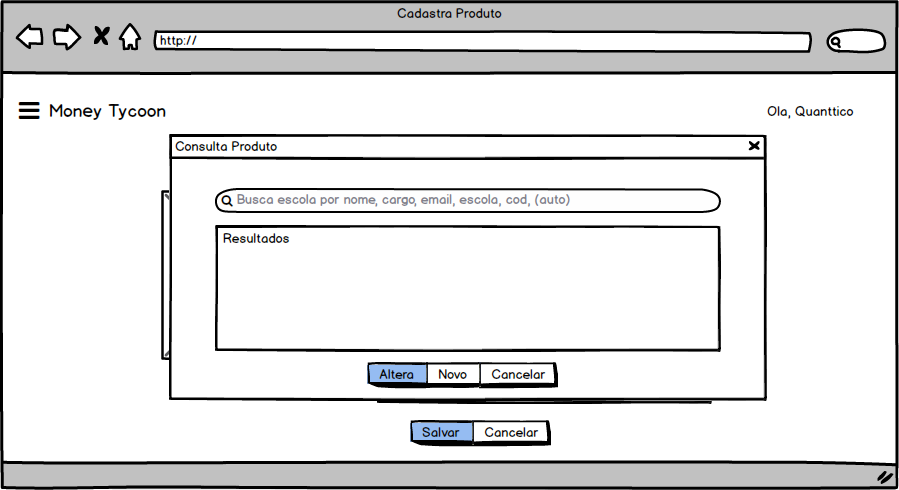 Cadastra Produto
http://
Money Tycoon
Ola, Quanttico
Consulta Produto
Busca escola por nome, cargo, email, escola, cod, (auto)
Resultados
Altera Novo Cancelar
Salvar Cancelar